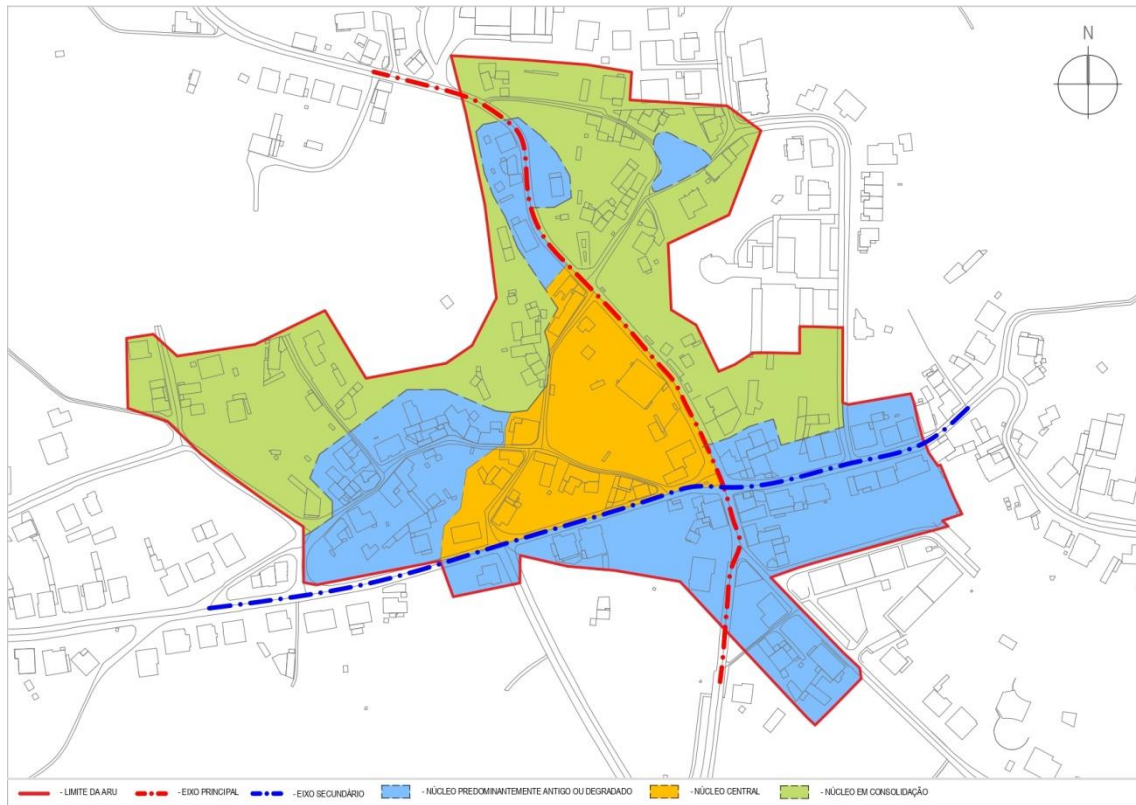 N
- LIMITE DA ARU - EIXO PRINCIPAL - EIXO SECUNDÁRIO - NÚCLEO PREDOMINANTEMENTE ANTIGO OU DEGRADADO - NÚCLEO CENTRAL - NÚCLEO EM CONSOLIDAÇÃO